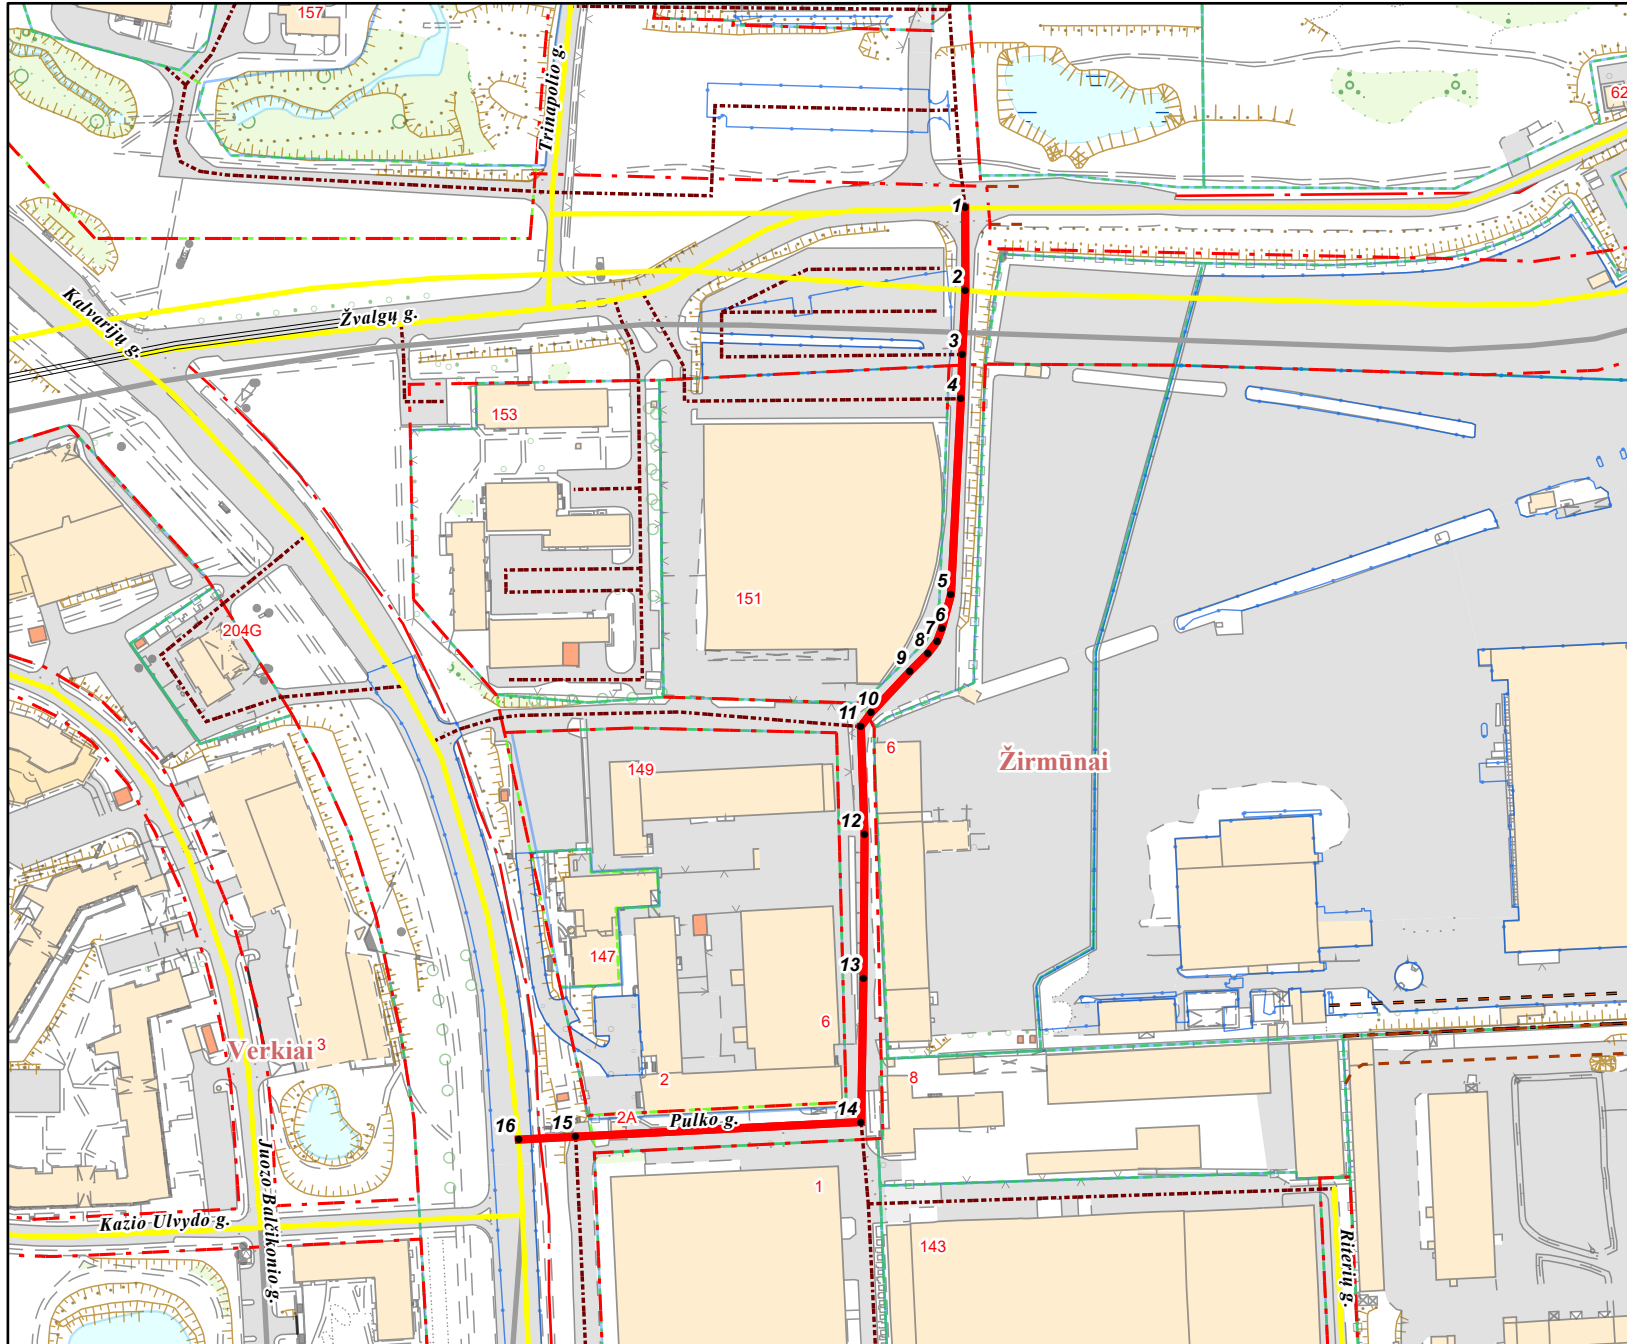 157
Trinapolio g.
62
1
2
Kalvarijų g.
Žvalgų g.
3
4
153
5
151
6
7
8
204G
9
10
11
6
Žirmūnai
149
12
147
13
6
Verkiai
3
2
8
14
2A
Pulko g.
15
16
1
Juozo Balčikonio g.
Kazio Ulvydo g.
143
Riterių g.